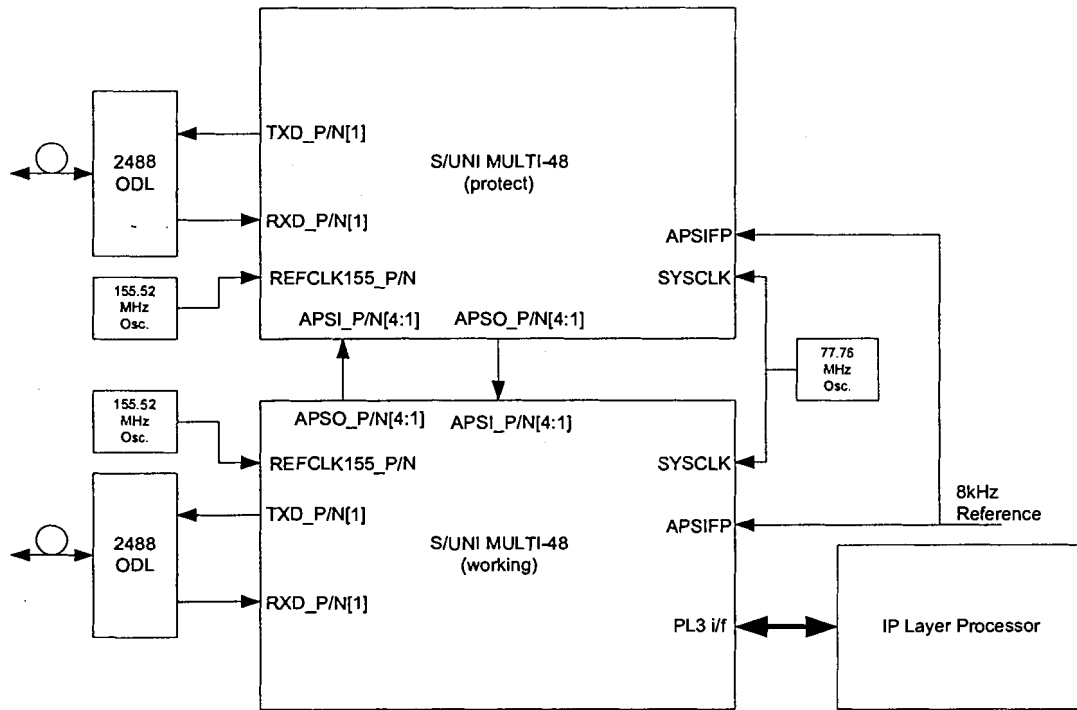 2488
ODL
TXD_P/N[1]
RXD_P/N[1]
S/UNI MULTI-48
(protect)
APSIFP
SYSCLK
155.52
MHz
Osc.
REFCLK155_P/N
APSI_P/N[4:1]
APSO_P/N[4:1]
77.76
MHz
Osc.
155.52
MHz
Osc.
APSO_P/N[4:1]
APSI_P/N[4:1]
REFCLK155_P/N
SYSCLK
8kHz
Reference
2488
ODL
TXD_P/N[1]
RXD_P/N[1]
S/UNI MULTI-48
(working)
APSIFP
PL3 i/f
IP Layer Processor